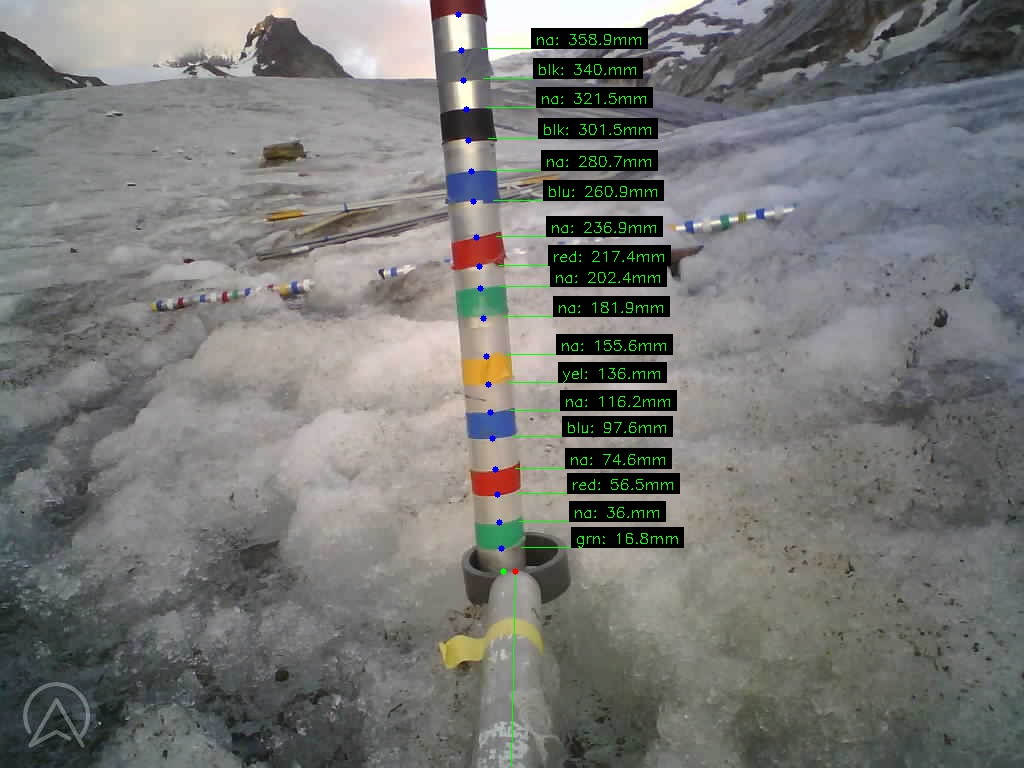 na: 358.9mm
blk: 340.mm
na: 321.5mm
blk: 301.5mm
na: 280.7mm
blu: 260.9mm
na: 236.9mm
red: 217.4mm
na: 202.4mm
na: 181.9mm
na: 155.6mm
yel: 136.mm
na: 116.2mm
blu: 97.6mm
na: 74.6mm
red: 56.5mm
na: 36.mm
grn: 16.8mm